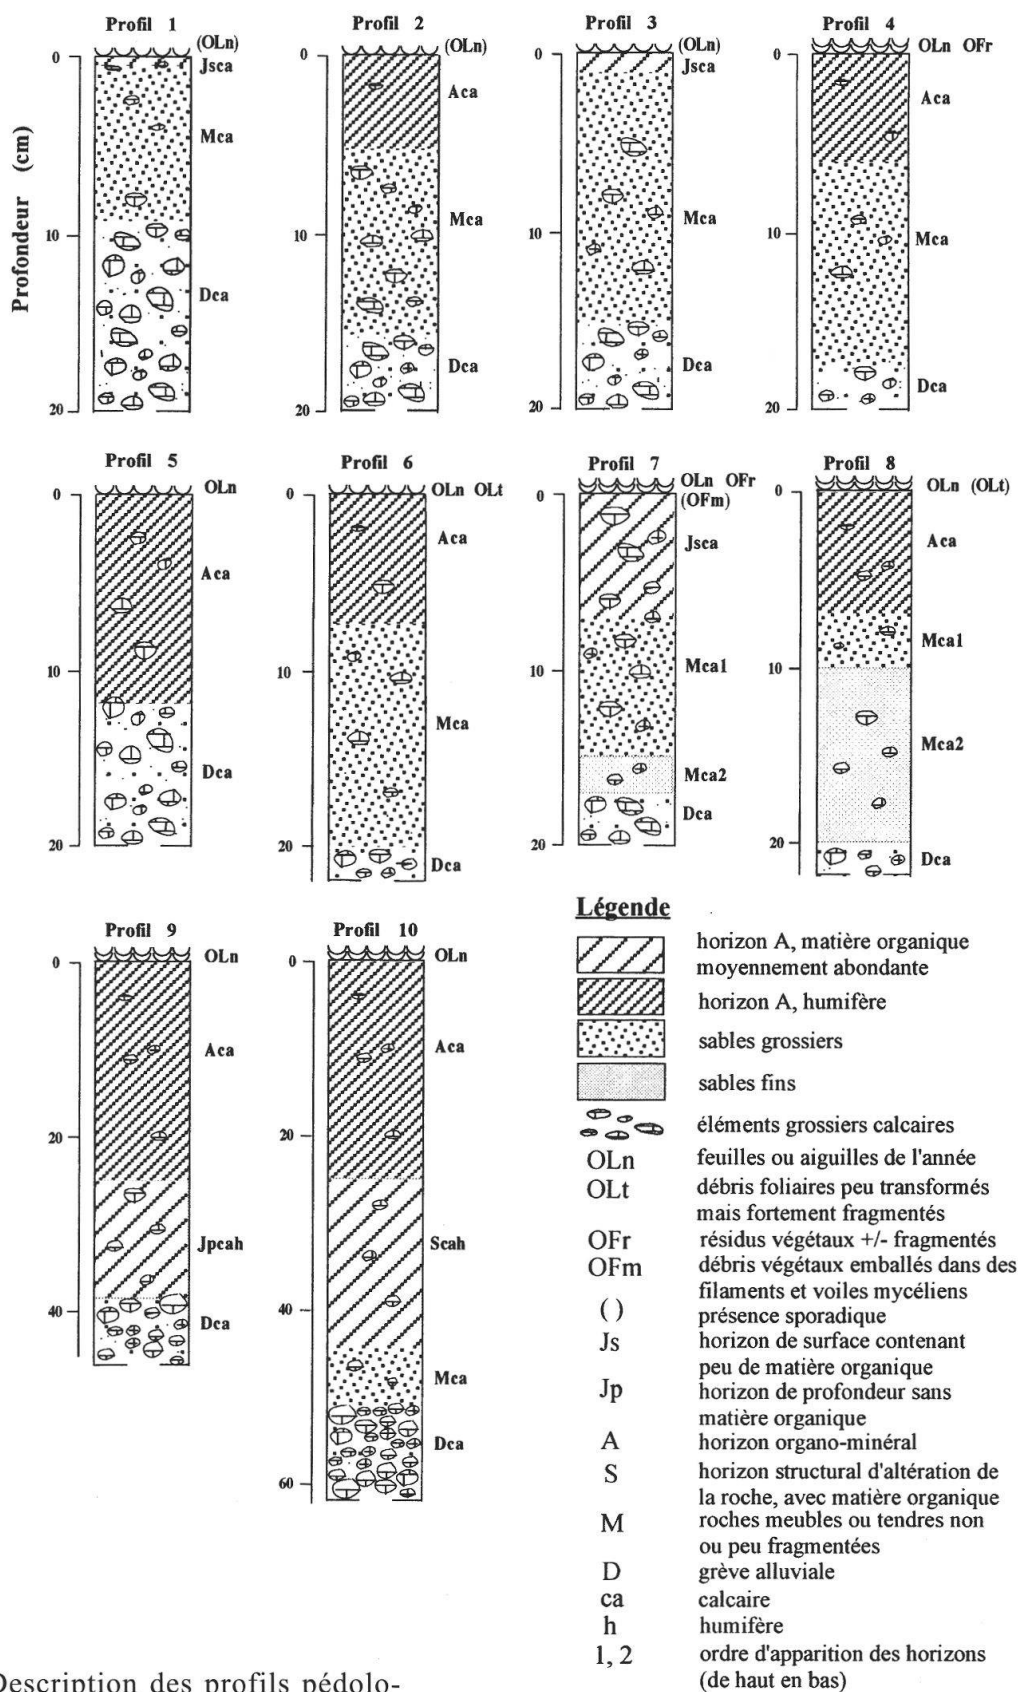 Profil 1
(OLn)
Profondeur (cm)
0
10
20
Jsca
Mca
Dca
Profil 2
(OLn)
0
10
20
Aca
Mca
Dca
Profil 3
(OLn)
0
10
20
Jsca
Mca
Dca
Profil 4
OLn OFr
0
10
20
Aca
Mca
Dca
Profil 5
OLn
0
10
20
Aca
Dca
Profil 6
OLn OLt
0
10
20
Aca
Mca
Dca
Profil 7
OLn OFr
(OFm)
0
10
20
Jsca
Mca1
Mca2
Dca
Profil 8
OLn (OLt)
0
10
20
Aca
Mca1
Mca2
Dca
Profil 9
OLn
0
20
40
Aca
Jpcah
Dca
Profil 10
OLn
0
20
40
60
Aca
Scah
Mca
Dca
Légende
horizon A, matière organique
moyennement abondante
horizon A, humifère
sables grossiers
sables fins
éléments grossiers calcaires
OLn feuilles ou aiguilles de l'année
OLt débris foliaires peu transformés
mais fortement fragmentés
OFr résidus végétaux +/- fragmentés
OFm débris végétaux emballés dans des
filaments et voiles mycéliens
( ) présence sporadique
Js horizon de surface contenant
peu de matière organique
Jp horizon de profondeur sans
matière organique
A horizon organo-minéral
S horizon structural d'altération de
la roche, avec matière organique
M roches meubles ou tendres non
ou peu fragmentées
D grève alluviale
ca calcaire
h humifère
1, 2 ordre d'apparition des horizons
(de haut en bas)
Description des profils pédolo-